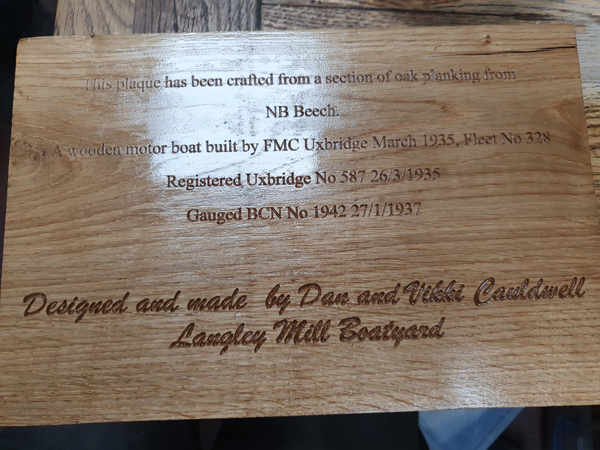 This plaque has been crafted from a section of oak planking from
NB Beech.
A wooden motor boat built by FMC Uxbridge March 1935, Fleet No 328
Registered Uxbridge No 587 26/3/1935
Gauged BCN No 1942 27/1/1937
Designed and made by Dan and Vikki Cauldwell
Langley Mill Boatyard